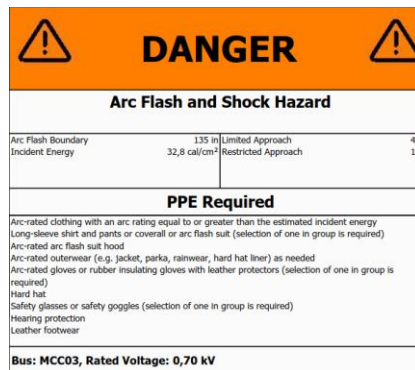 DANGER
Arc Flash and Shock Hazard
Arc Flash Boundary 135 in Limited Approach
Incident Energy 32,8 cal/cm² Restricted Approach
PPE Required
Arc-rated clothing with an arc rating equal to or greater than the estimated incident energy
Long-sleeve shirt and pants or coverall or arc flash suit (selection of one in group is required)
Arc-rated arc flash suit hood
Arc-rated outerwear (e.g. jacket, parka, rainwear, hard hat liner) as needed
Arc-rated gloves or rubber insulating gloves with leather protectors (selection of one in group is
required)
Hard hat
Safety glasses or safety goggles (selection of one in group is required)
Hearing protection
Leather footwear
Bus: MCC03, Rated Voltage: 0,70 kV